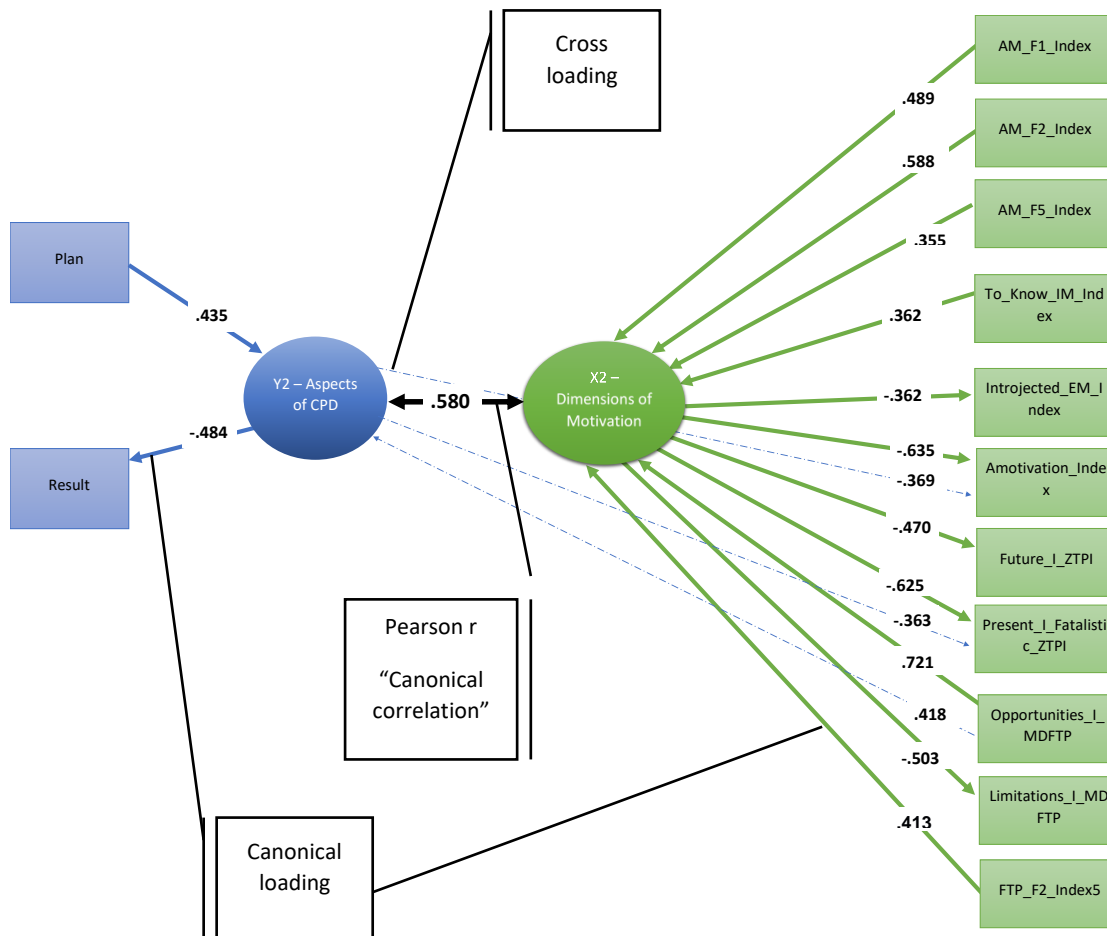 Cross
loading
AM_F1_Index
.489
AM_F2_Index
.588
AM_F5_Index
.355
Plan
.435
To_Know_IM_Ind
ex
.362
Y2 – Aspects
of CPD
.580
X2 –
Dimensions of
Motivation
-.362
Introjected_EM_I
ndex
-.484
Result
-.635
-.369
Amotivation_Inde
x
-.470
Future_I_ZTPI
-.625
-.363
Present_I_Fatalisti
c_ZTPI
Pearson r
“Canonical
correlation”
.721
.418
Opportunities_I_
MDFTP
-.503
Limitations_I_MD
FTP
.413
FTP_F2_Index5
Canonical
loading